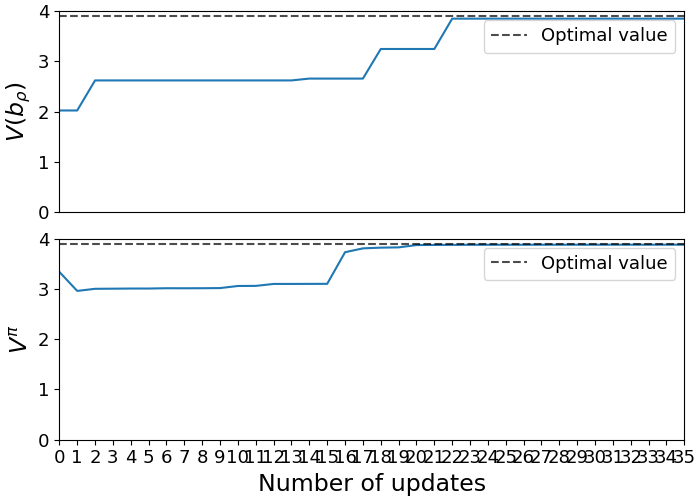 4
3
2
1
0
V(b_ρ)
Optimal value
4
3
2
1
0
V^π
Optimal value
0 1 2 3 4 5 6 7 8 9 10 11 12 13 14 15 16 17 18 19 20 21 22 23 24 25 26 27 28 29 30 31 32 33 34 35
Number of updates